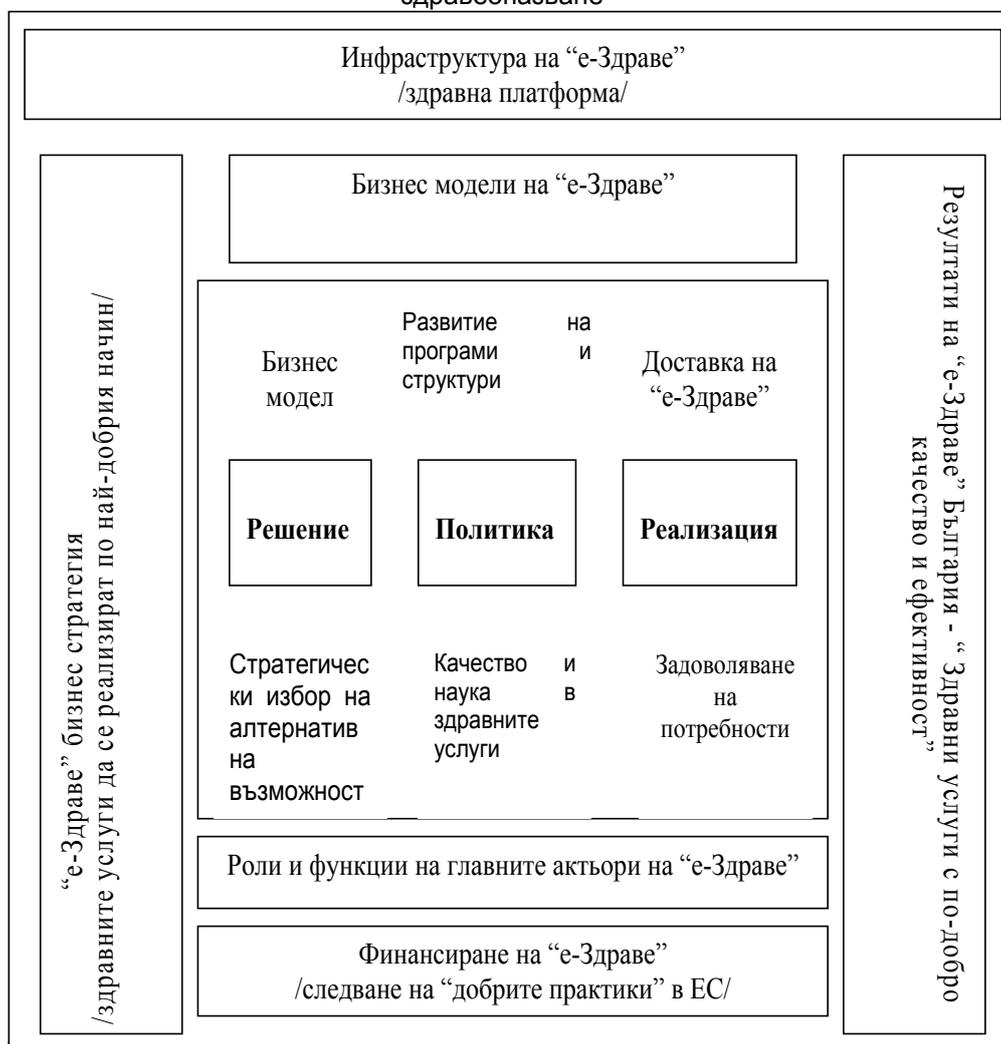 здравеопазване
Инфраструктура на “е-Здраве”
/здравна платформа/
“е-Здраве” бизнес стратегия
/здравните услуги да се реализират по най-добрия начин/
Бизнес модели на “е-Здраве”
Бизнес
модел
Развитие на
програми и
структури
Доставка на
“е-Здраве”
Решение
Политика
Реализация
Стратегичес
ки избор на
алтернатив
на
възможност
Качество и
наука в
здравните
услуги
Задоволяване
на
потребности
Роли и функции на главните актьори на “е-Здраве”
Финансиране на “е-Здраве”
/следване на “добрите практики” в ЕС/
Резултати на “е-Здраве” България - “ Здравни услуги с по-добро
качество и ефективност”